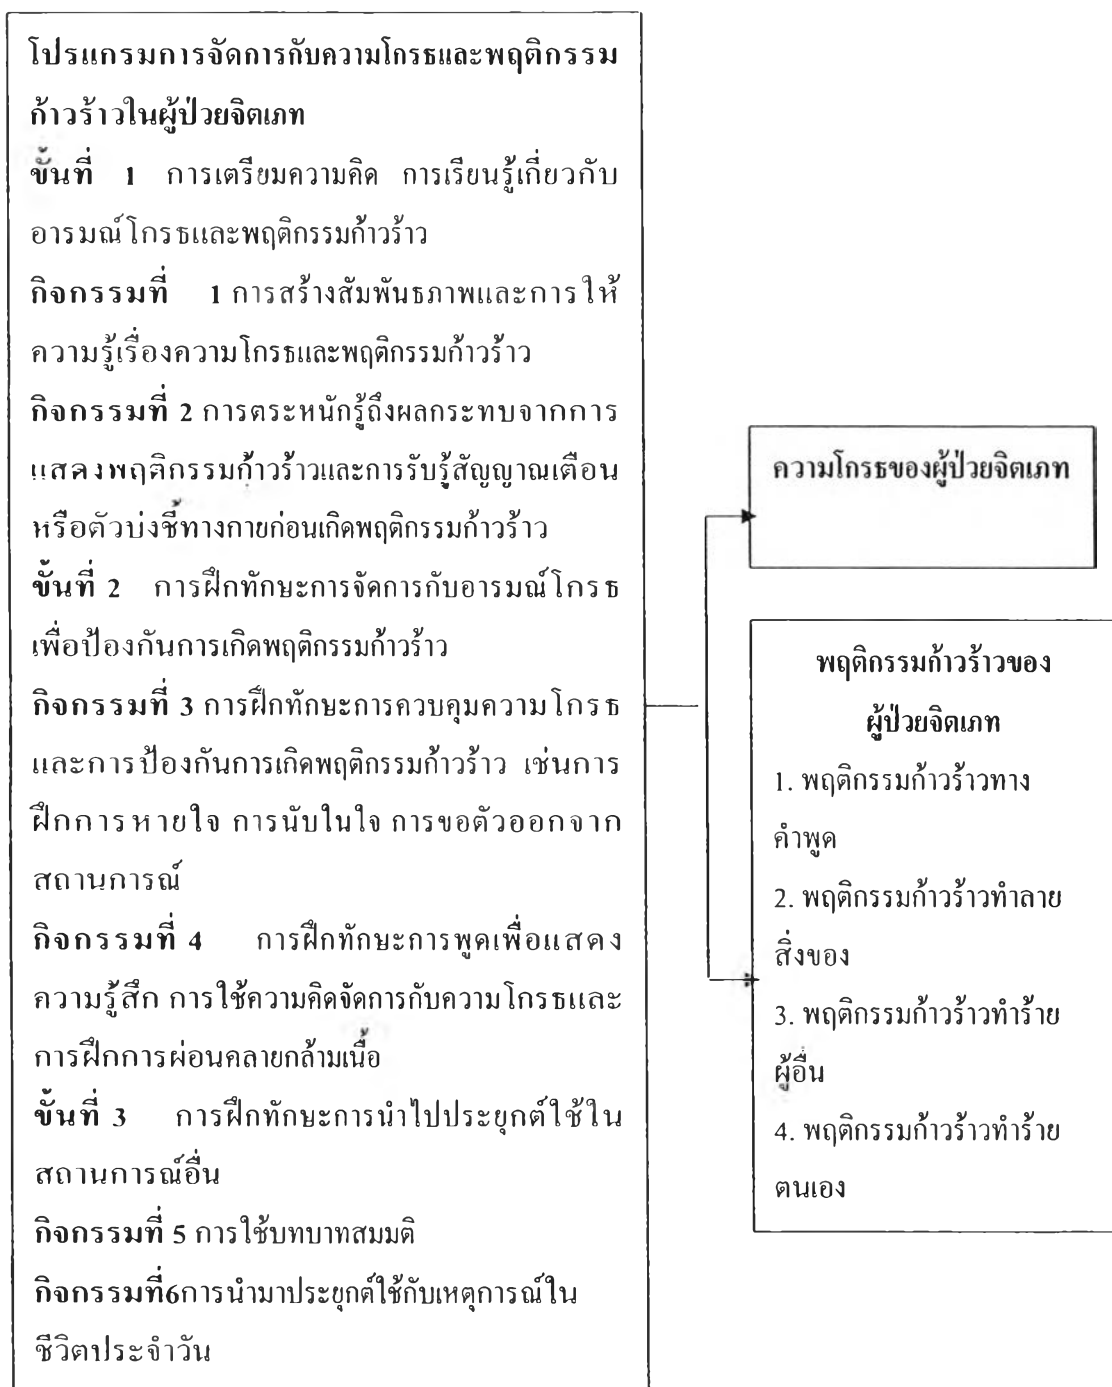 โปรแกรมการจัดการกับความโกรธและพฤติกรรม
ก้าวร้าวในผู้ป่วยจิตเภท
ขั้นที่ 1 การเตรียมความคิด การเรียนรู้เกี่ยวกับ
อารมณ์โกรธและพฤติกรรมก้าวร้าว
กิจกรรมที่ 1 การสร้างสัมพันธภาพและการให้
ความรู้เรื่องความโกรธและพฤติกรรมก้าวร้าว
กิจกรรมที่ 2 การตระหนักรู้ถึงผลกระทบจากการ
แสดงพฤติกรรมก้าวร้าวและการรับรู้สัญญาณเตือน
หรือตัวบ่งชี้ทางกายก่อนเกิดพฤติกรรมก้าวร้าว
ขั้นที่ 2 การฝึกทักษะการจัดการกับอารมณ์โกรธ
เพื่อป้องกันการเกิดพฤติกรรมก้าวร้าว
กิจกรรมที่ 3 การฝึกทักษะการควบคุมความโกรธ
และการป้องกันการเกิดพฤติกรรมก้าวร้าว เช่นการ
ฝึกการหายใจ การนับในใจ การขอตัวออกจาก
สถานการณ์
กิจกรรมที่ 4 การฝึกทักษะการพูดเพื่อแสดง
ความรู้สึก การใช้ความคิดจัดการกับความโกรธและ
การฝึกการผ่อนคลายกล้ามเนื้อ
ขั้นที่ 3 การฝึกทักษะการนำไปประยุกต์ใช้ใน
สถานการณ์อื่น
กิจกรรมที่ 5 การใช้บทบาทสมมติ
กิจกรรมที่6การนำมาประยุกต์ใช้กับเหตุการณ์ใน
ชีวิตประจำวัน
ความโกรธของผู้ป่วยจิตเภท
พฤติกรรมก้าวร้าวของ
ผู้ป่วยจิตเภท
1. พฤติกรรมก้าวร้าวทาง
คำพูด
2. พฤติกรรมก้าวร้าวทำลาย
สิ่งของ
3. พฤติกรรมก้าวร้าวทำร้าย
ผู้อื่น
4. พฤติกรรมก้าวร้าวทำร้าย
ตนเอง